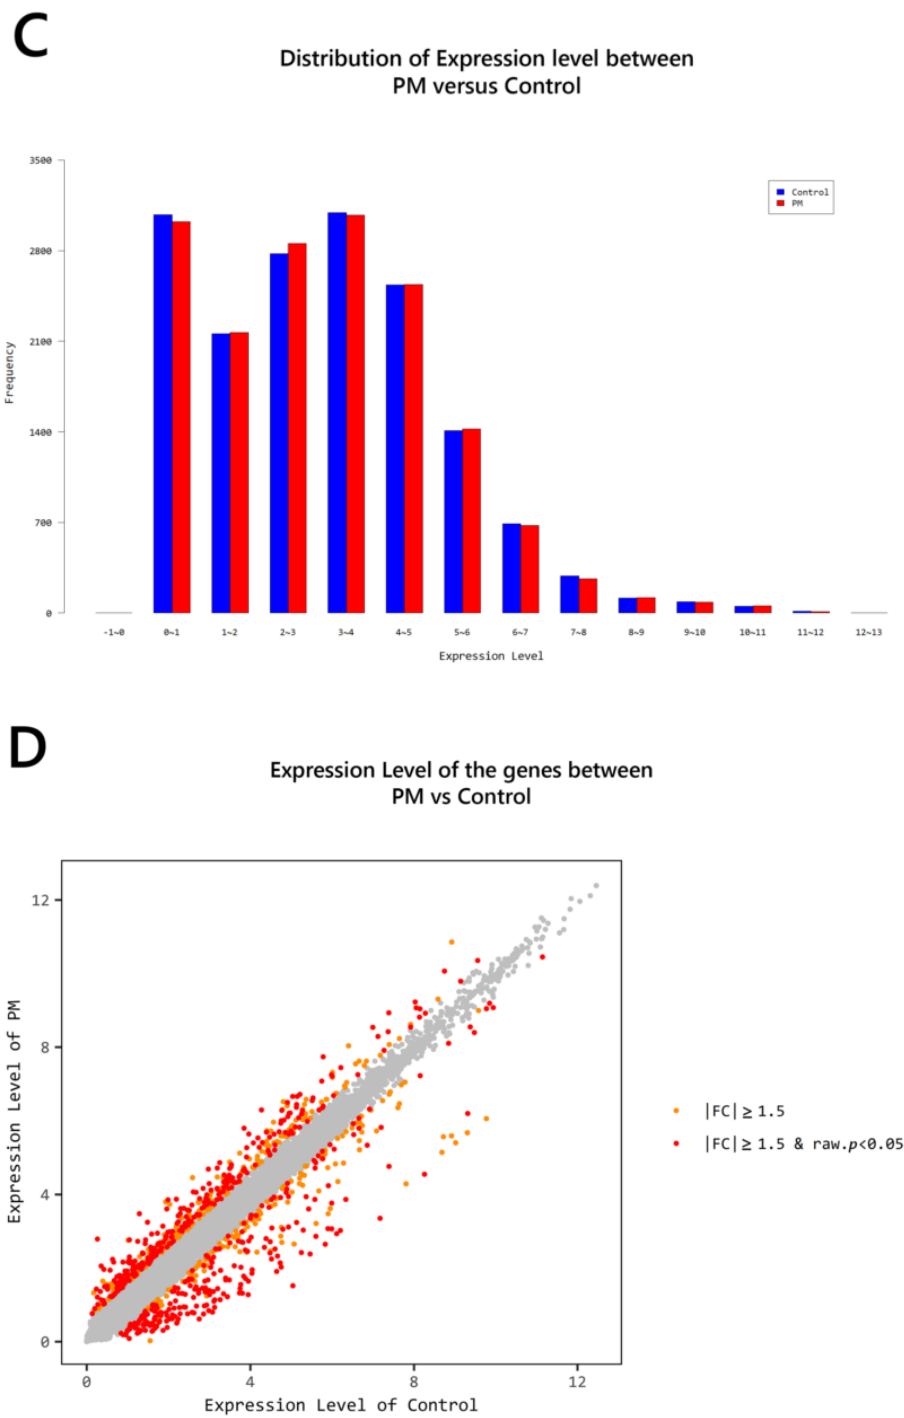 C
Distribution of Expression level between
PM versus Control
3500
2800
2100
1400
700
0
Frequency
Control
PM
-1~0 0~1 1~2 2~3 3~4 4~5 5~6 6~7 7~8 8~9 9~10 10~11 11~12 12~13
Expression Level
D
Expression Level of the genes between
PM vs Control
12
8
4
0
Expression Level of PM
0 4 8 12
Expression Level of Control
|FC| ≥ 1.5
|FC| ≥ 1.5 & raw.p<0.05